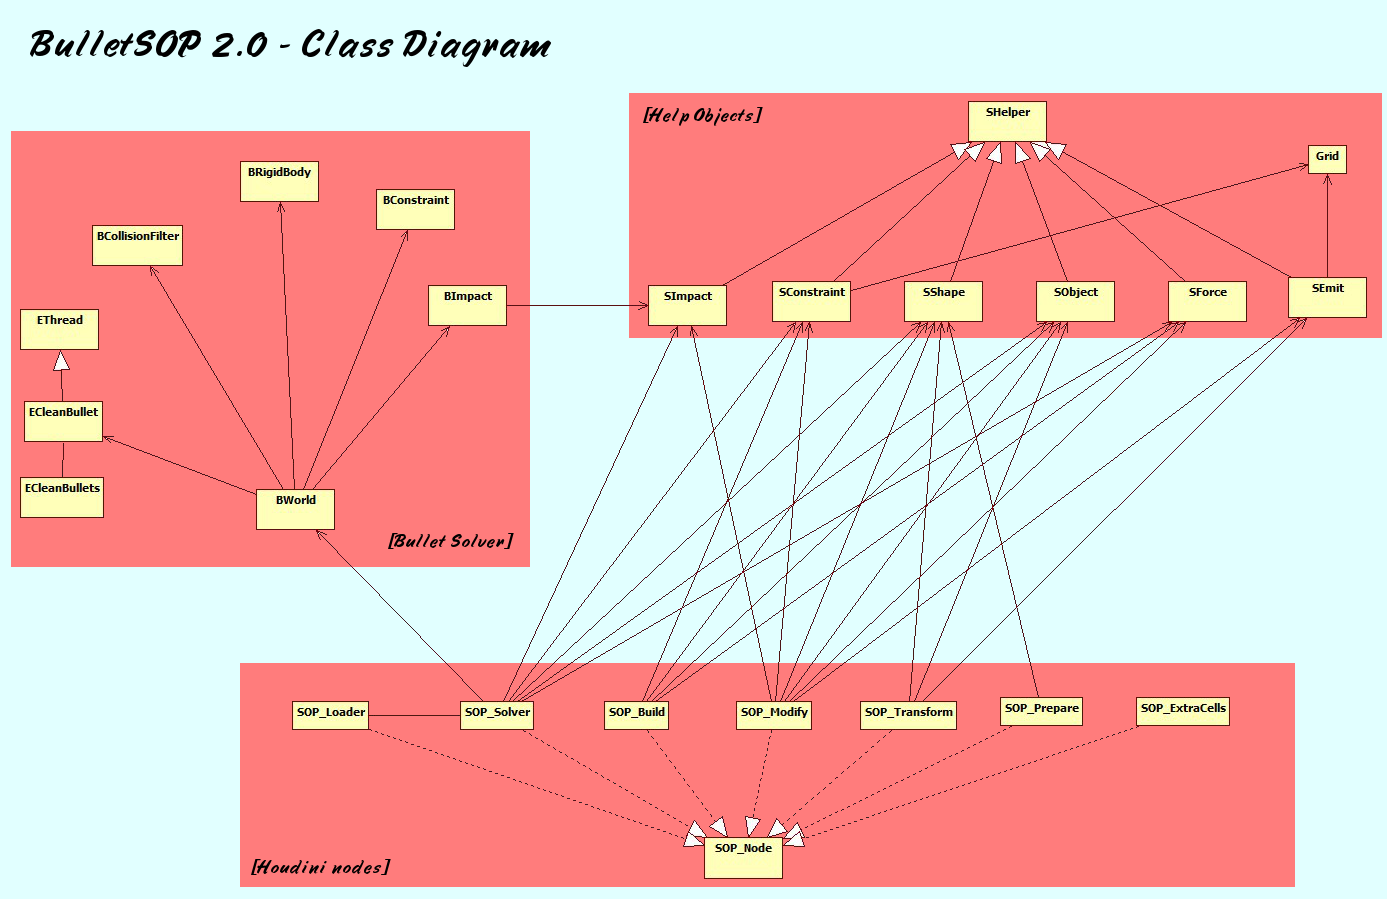 BulletSOP 2.0 - Class Diagram
[Help Objects]
SHelper
Grid
BRigidBody
BConstraint
BCollisionFilter
BImpact
SImpact
SConstraint
SShape
SObject
SForce
SEmit
EThread
ECleanBullet
ECleanBullets
BWorld
[Bullet Solver]
SOP_Loader
SOP_Solver
SOP_Build
SOP_Modify
SOP_Transform
SOP_Prepare
SOP_ExtraCells
SOP_Node
[Houdini nodes]